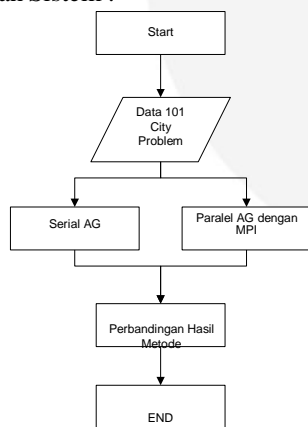 Start
Data 101
City
Problem
Serial AG
Paralel AG dengan
MPI
Perbandingan Hasil
Metode
END